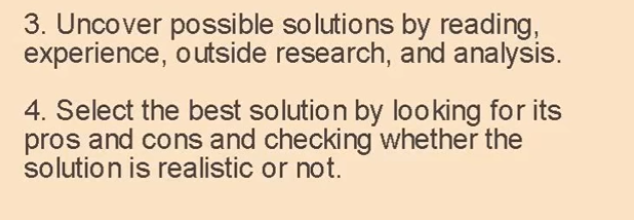 3. Uncover possible solutions by reading,
experience, outside research, and analysis.
4. Select the best solution by looking for its
pros and cons and checking whether the
solution is realistic or not.